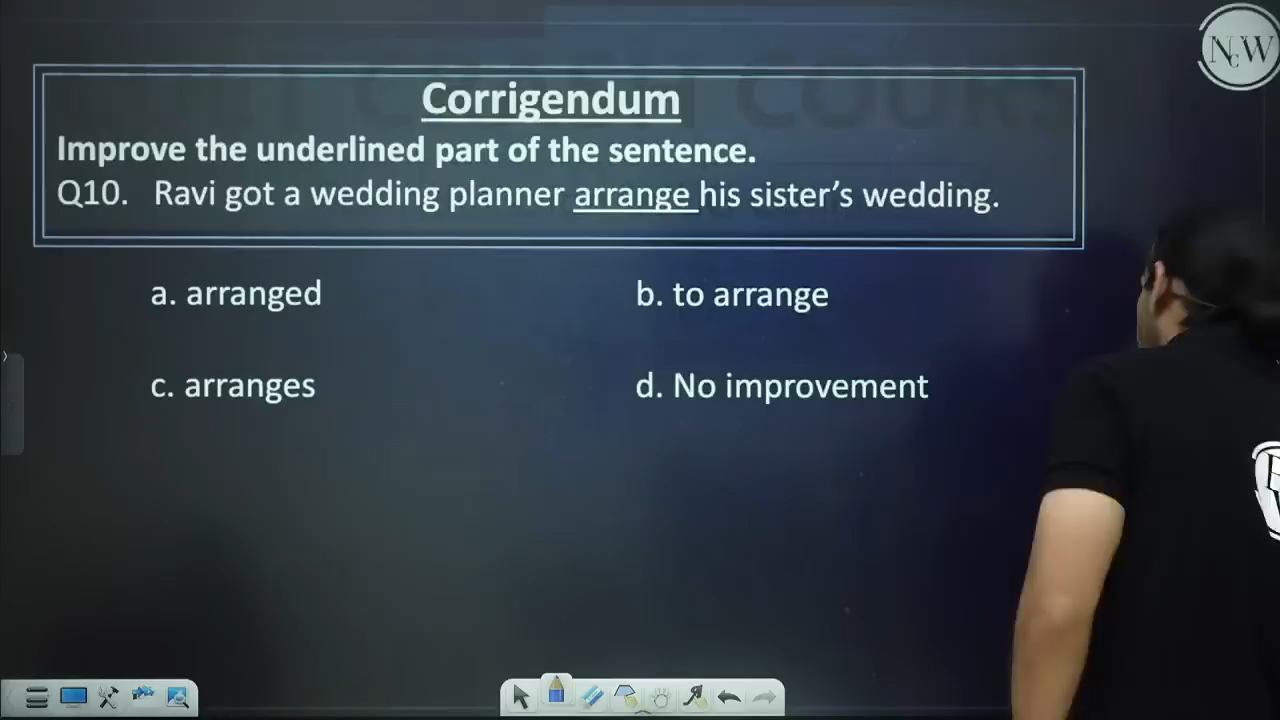 NCW
Corrigendum
Improve the underlined part of the sentence.
Q10. Ravi got a wedding planner arrange his sister’s wedding.
a. arranged
b. to arrange
c. arranges
d. No improvement